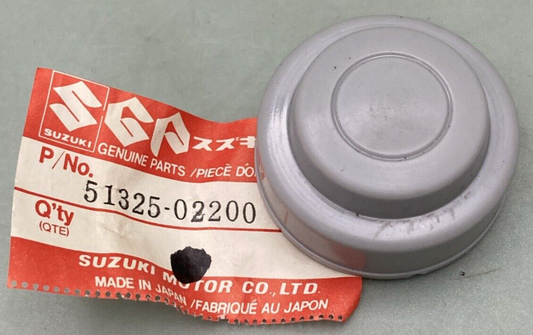 SUZUKI SGP スズキ
GENUINE PARTS /PIECÈ D'O
P/No. 51325-02200
Q'ty
(QTE)
SUZUKI MOTOR CO.,LTD.
MADE IN JAPAN/FABRIQUÉ AU JAPON